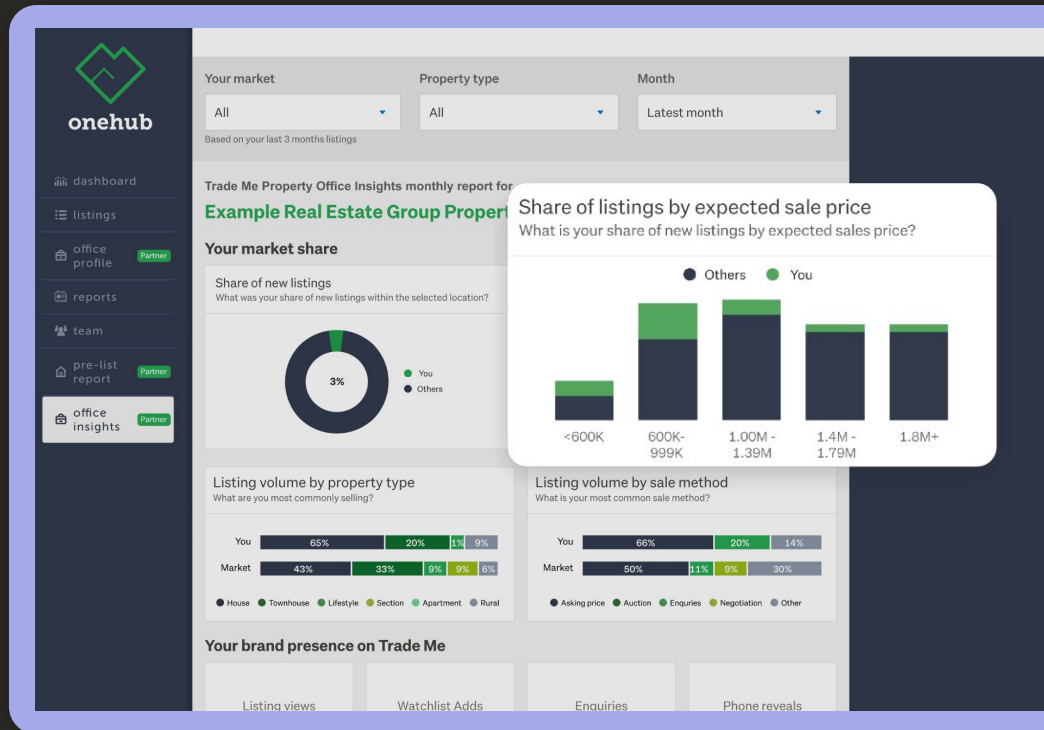 onehub
dashboard
listings
office
profile
Partner
reports
team
pre-list
report
Partner
office
insights
Partner
Your market
Property type
Month
All
All
Latest month
Based on your last 3 months listings
Trade Me Property Office Insights monthly report for
Example Real Estate Group Propert
Your market share
Share of new listings
What was your share of new listings within the selected location?
3%
You
Others
Share of listings by expected sale price
What is your share of new listings by expected sales price?
Others You
<600K
600K-
999K
1.00M -
1.39M
1.4M -
1.79M
1.8M+
Listing volume by property type
What are you most commonly selling?
You 65% 20% 1% 9%
Market 43% 33% 9% 9% 6%
House Townhouse Lifestyle Section Apartment Rural
Listing volume by sale method
What is your most common sale method?
You 66% 20% 14%
Market 50% 11% 9% 30%
Asking price Auction Enquries Negotiation Other
Your brand presence on Trade Me
Listing views
Watchlist Adds
Enquiries
Phone reveals